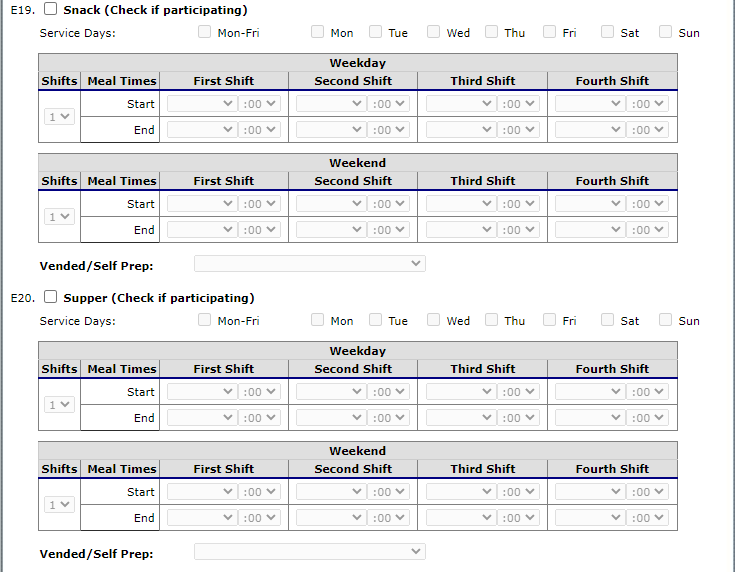 E19. Snack (Check if participating)
Service Days: Mon-Fri Mon Tue Wed Thu Fri Sat Sun
Weekday
Shifts Meal Times First Shift Second Shift Third Shift Fourth Shift
1 Start :00 :00 :00 :00
End :00 :00 :00 :00
Weekend
Shifts Meal Times First Shift Second Shift Third Shift Fourth Shift
1 Start :00 :00 :00 :00
End :00 :00 :00 :00
Vended/Self Prep:
E20. Supper (Check if participating)
Service Days: Mon-Fri Mon Tue Wed Thu Fri Sat Sun
Weekday
Shifts Meal Times First Shift Second Shift Third Shift Fourth Shift
1 Start :00 :00 :00 :00
End :00 :00 :00 :00
Weekend
Shifts Meal Times First Shift Second Shift Third Shift Fourth Shift
1 Start :00 :00 :00 :00
End :00 :00 :00 :00
Vended/Self Prep: